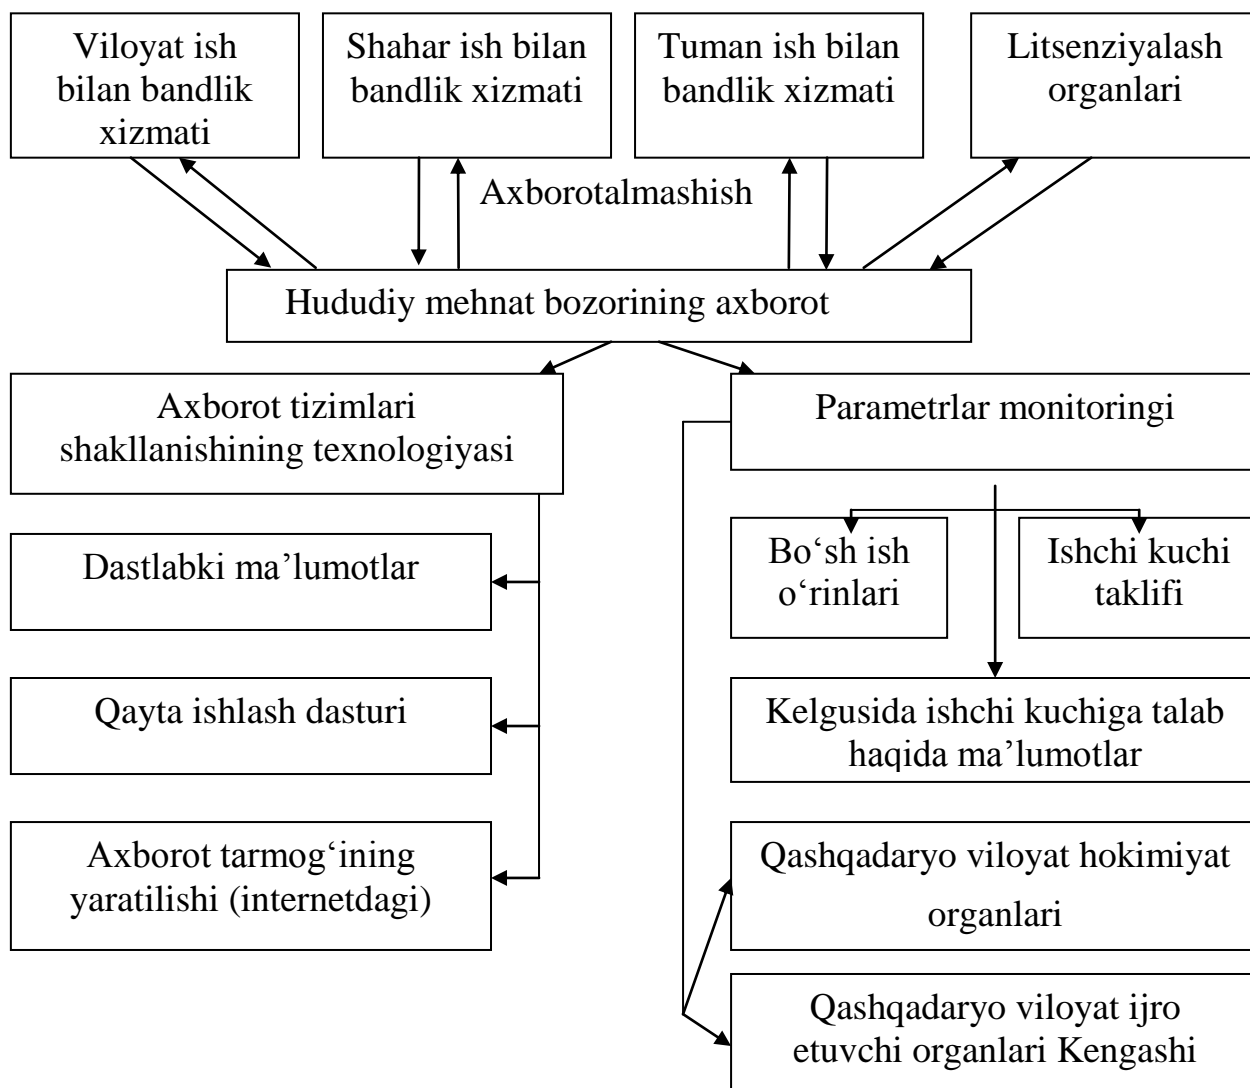 Viloyat ish
bilan bandlik
xizmati
Shahar ish bilan
bandlik xizmati
Tuman ish bilan
bandlik xizmati
Litsenziyalash
organlari
Axborotalmashish
Hududiy mehnat bozorining axborot
Axborot tizimlari
shakllanishining texnologiyasi
Parametrlar monitoringi
Dastlabki ma’lumotlar
Bo‘sh ish
o‘rinlari
Ishchi kuchi
taklifi
Qayta ishlash dasturi
Kelgusida ishchi kuchiga talab
haqida ma’lumotlar
Axborot tarmog‘ining
yaratilishi (internetdagi)
Qashqadaryo viloyat hokimiyat
organlari
Qashqadaryo viloyat ijro
etuvchi organlari Kengashi